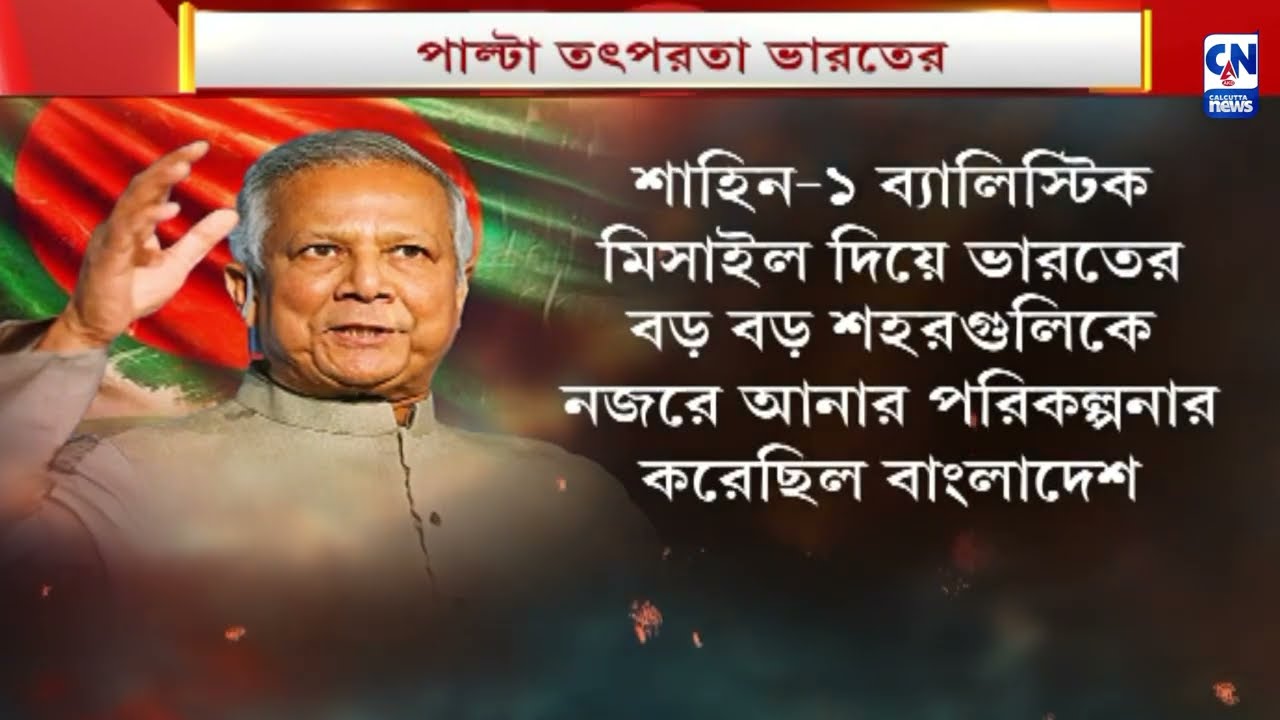 পাল্টা তৎপরতা ভারতের
CN
CALCUTTA
news
শাহিন-১ ব্যালিস্টিক
মিসাইল দিয়ে ভারতের
বড় বড় শহরগুলিকে
নজরে আনার পরিকল্পনার
করেছিল বাংলাদেশ